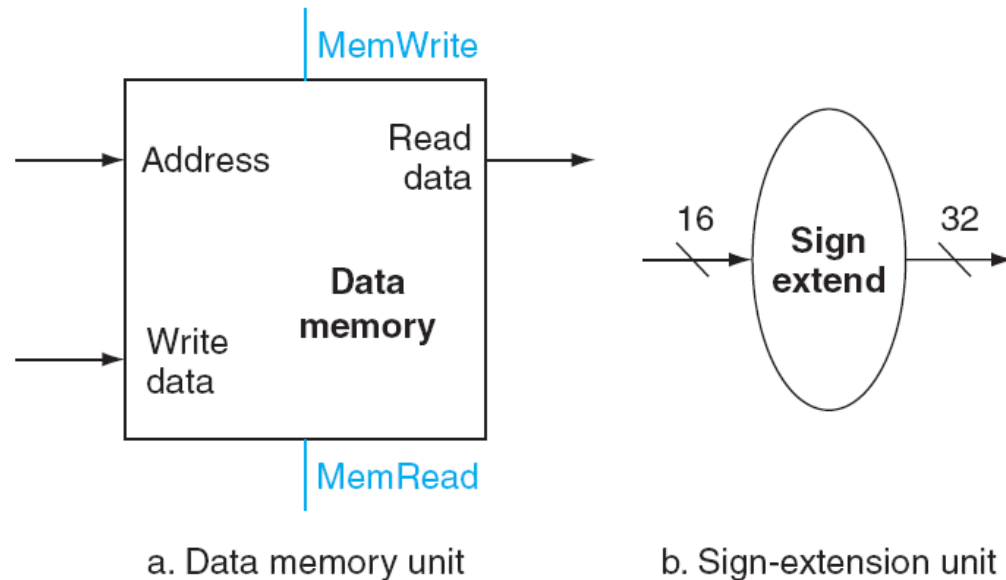 MemWrite
Address
Read
data
Data
memory
Write
data
MemRead
a. Data memory unit
16
Sign
extend
32
b. Sign-extension unit